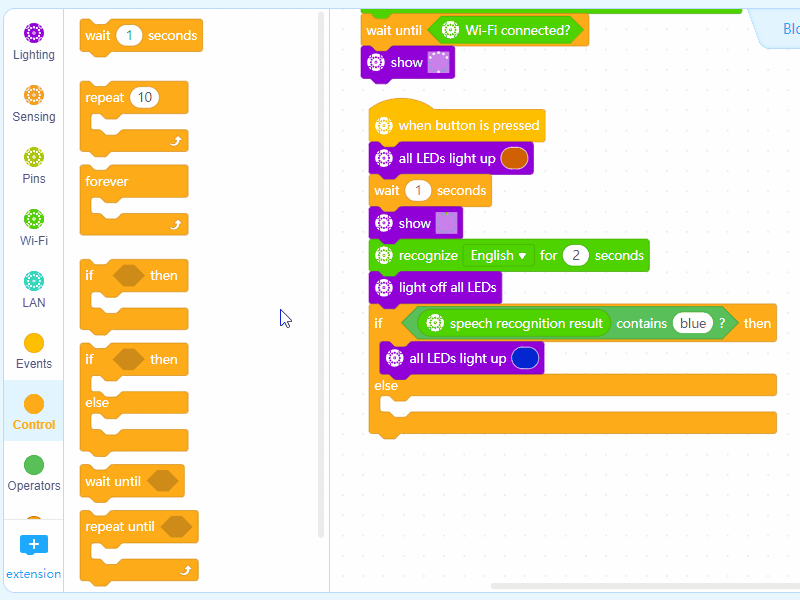 Lighting
Sensing
Pins
Wi-Fi
LAN
Events
Control
Operators
extension
wait 1 seconds
repeat 10
forever
if then
if then
else
wait until
repeat until
wait until Wi-Fi connected?
show
when button is pressed
all LEDs light up
wait 1 seconds
show
recognize English ▾ for 2 seconds
light off all LEDs
if speech recognition result contains blue ? then
all LEDs light up
else